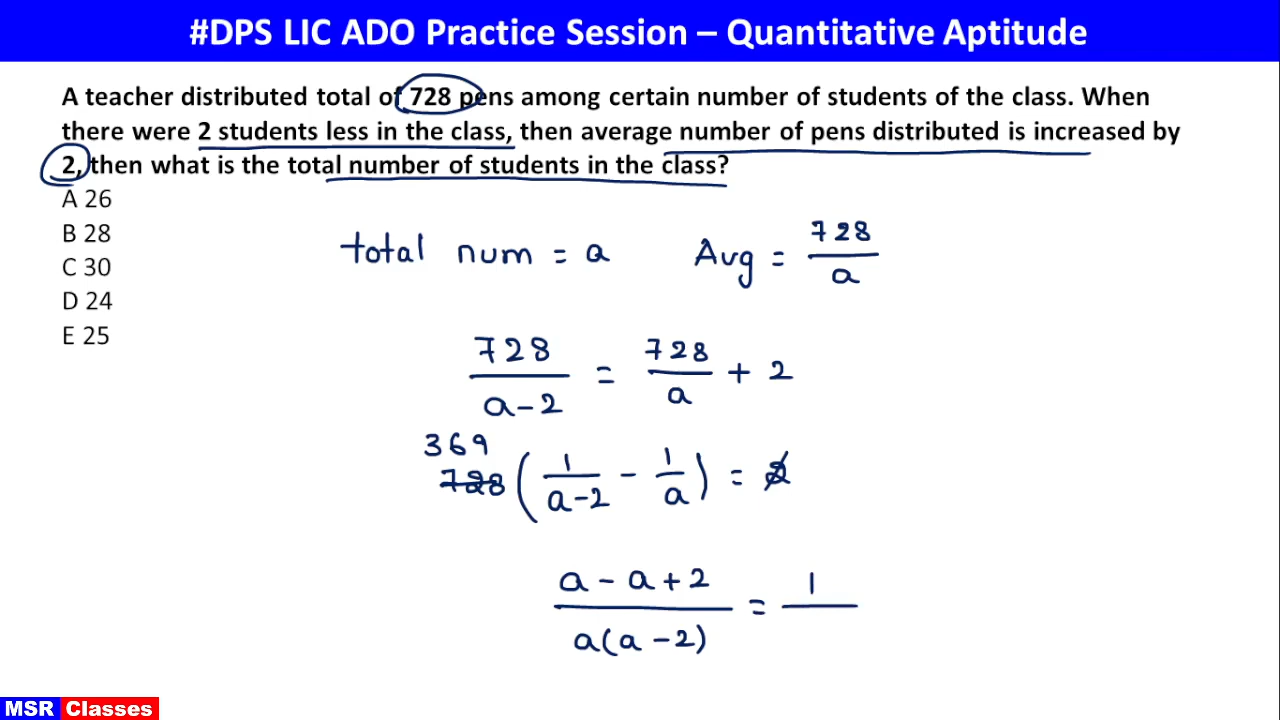 #DPS LIC ADO Practice Session – Quantitative Aptitude
A teacher distributed total of 728 pens among certain number of students of the class. When
there were 2 students less in the class, then average number of pens distributed is increased by
2, then what is the total number of students in the class?
A 26
B 28
C 30
D 24
E 25
total num = a Avg = 728/a
728/(a-2) = 728/a + 2
369
728 (1/(a-2) - 1/a) = 2
(a - a + 2)/(a(a-2)) = 1/
MSR Classes